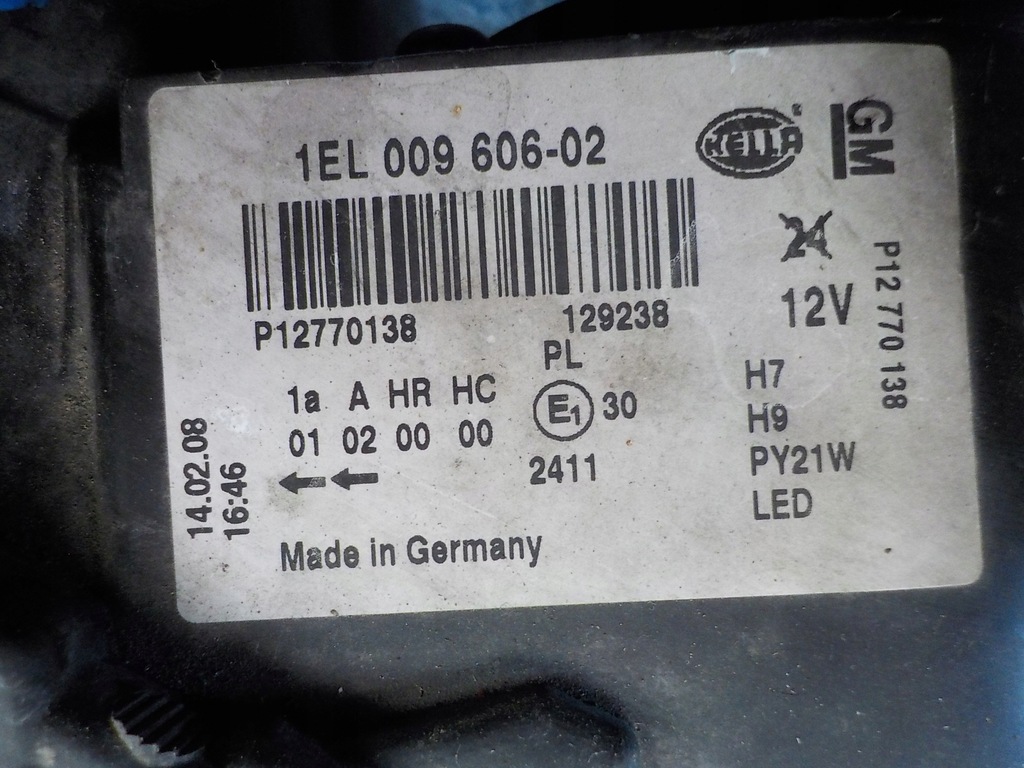 1EL 009 606-02
HELLA
GM
P12770138
129238
24
12V
P12 770 138
PL
1a A HR HC
E1 30
01 02 00 00
2411
H7
H9
PY21W
LED
14.02.08
16:46
Made in Germany